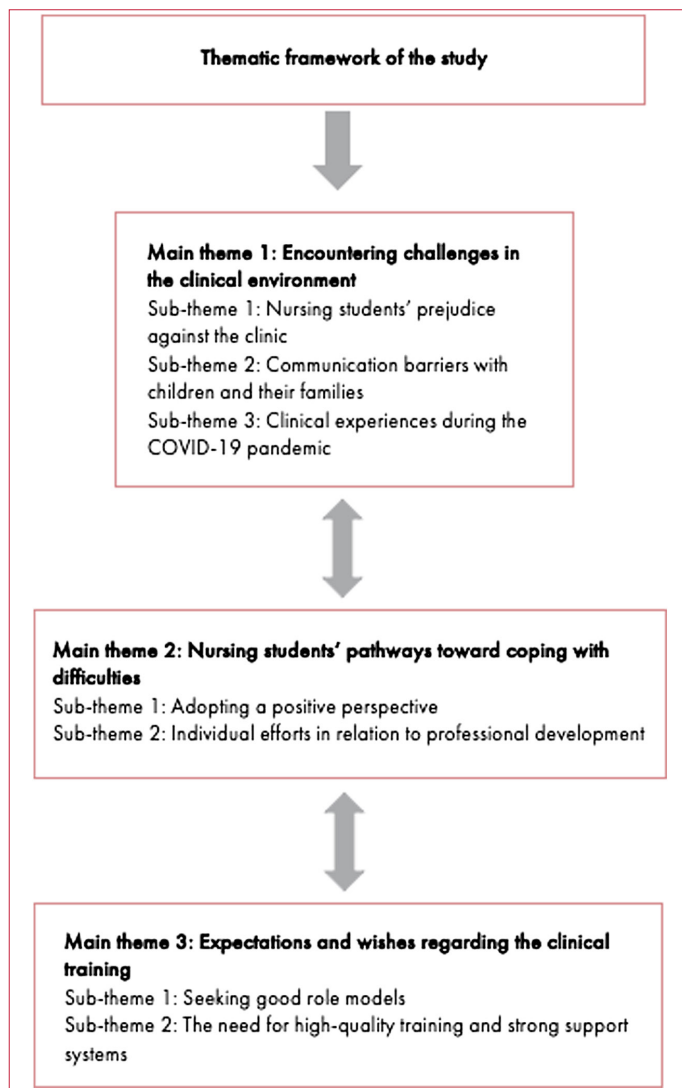 Thematic framework of the study
Main theme 1: Encountering challenges in
the clinical environment
Sub-theme 1: Nursing students’ prejudice
against the clinic
Sub-theme 2: Communication barriers with
children and their families
Sub-theme 3: Clinical experiences during the
COVID-19 pandemic
Main theme 2: Nursing students’ pathways toward coping with
difficulties
Sub-theme 1: Adopting a positive perspective
Sub-theme 2: Individual efforts in relation to professional development
Main theme 3: Expectations and wishes regarding the clinical
training
Sub-theme 1: Seeking good role models
Sub-theme 2: The need for high-quality training and strong support
systems